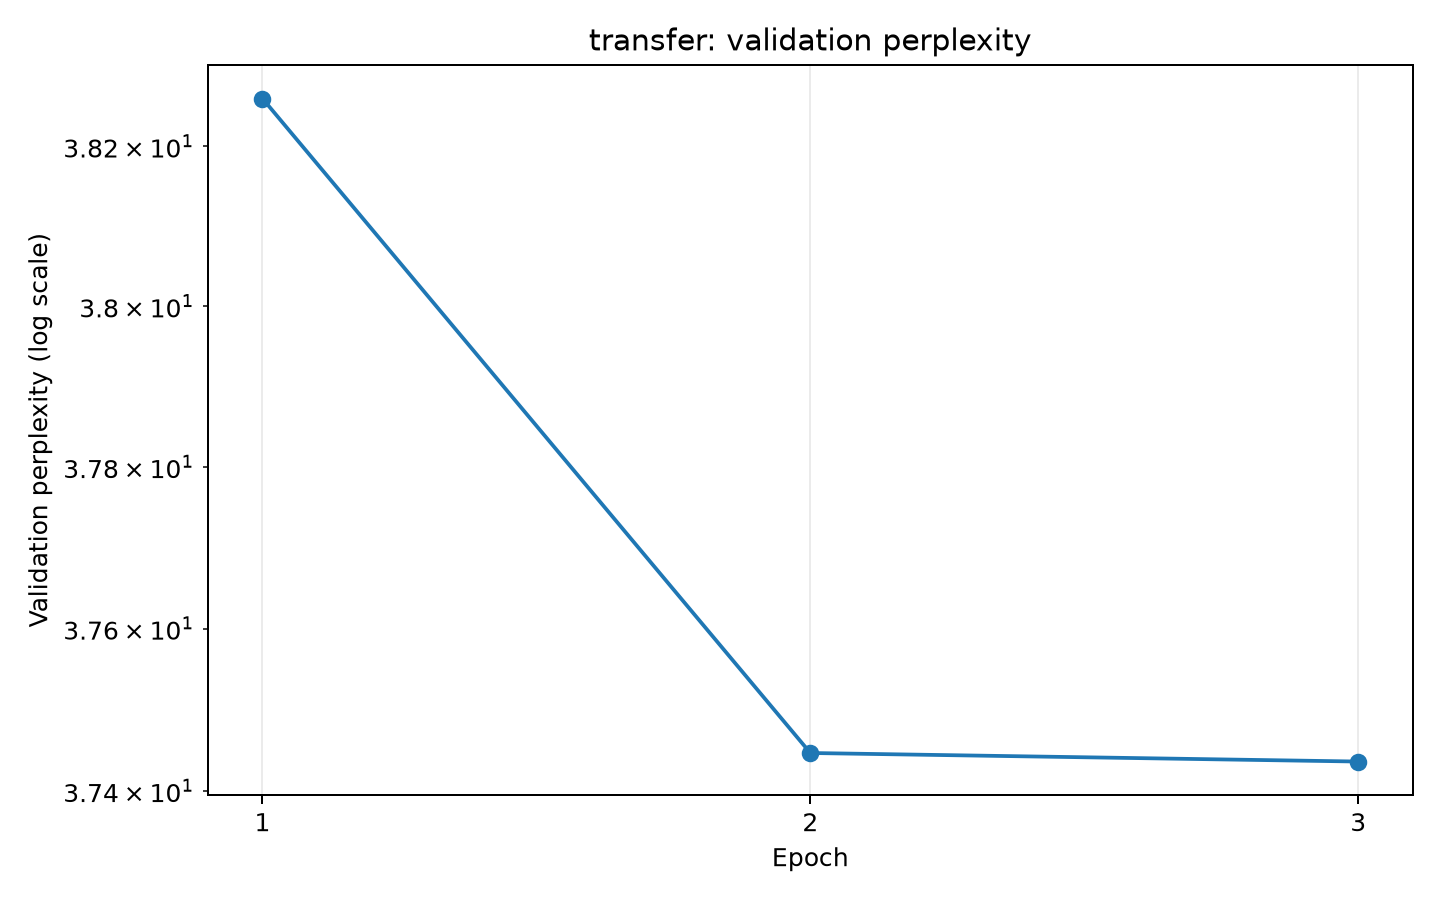 transfer: validation perplexity
Validation perplexity (log scale)
3.82 × 10¹
3.8 × 10¹
3.78 × 10¹
3.76 × 10¹
3.74 × 10¹
1 2 3
Epoch